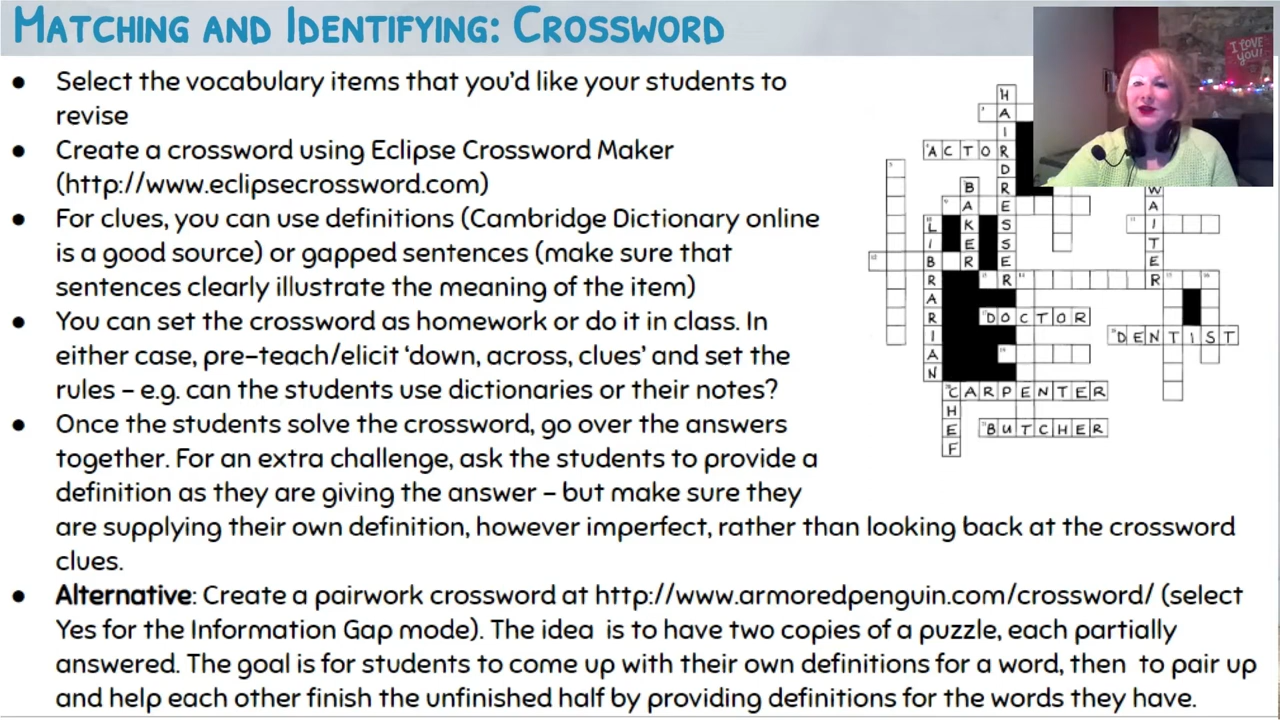 MATCHING AND IDENTIFYING: CROSSWORD
I LOVE
YOU!
● Select the vocabulary items that you'd like your students to
revise
● Create a crossword using Eclipse Crossword Maker
(http://www.eclipsecrossword.com)
● For clues, you can use definitions (Cambridge Dictionary online
is a good source) or gapped sentences (make sure that
sentences clearly illustrate the meaning of the item)
● You can set the crossword as homework or do it in class. In
either case, pre-teach/elicit 'down, across, clues' and set the
rules – e.g. can the students use dictionaries or their notes?
● Once the students solve the crossword, go over the answers
together. For an extra challenge, ask the students to provide a
definition as they are giving the answer – but make sure they
are supplying their own definition, however imperfect, rather than looking back at the crossword
clues.
● Alternative: Create a pairwork crossword at http://www.armoredpenguin.com/crossword/ (select
Yes for the Information Gap mode). The idea is to have two copies of a puzzle, each partially
answered. The goal is for students to come up with their own definitions for a word, then to pair up
and help each other finish the unfinished half by providing definitions for the words they have.
HAIRDRESSER
ACTOR
BAKER
WAITER
LIBRARIAN
DOCTOR
DENTIST
CARPENTER
CHEF
BUTCHER